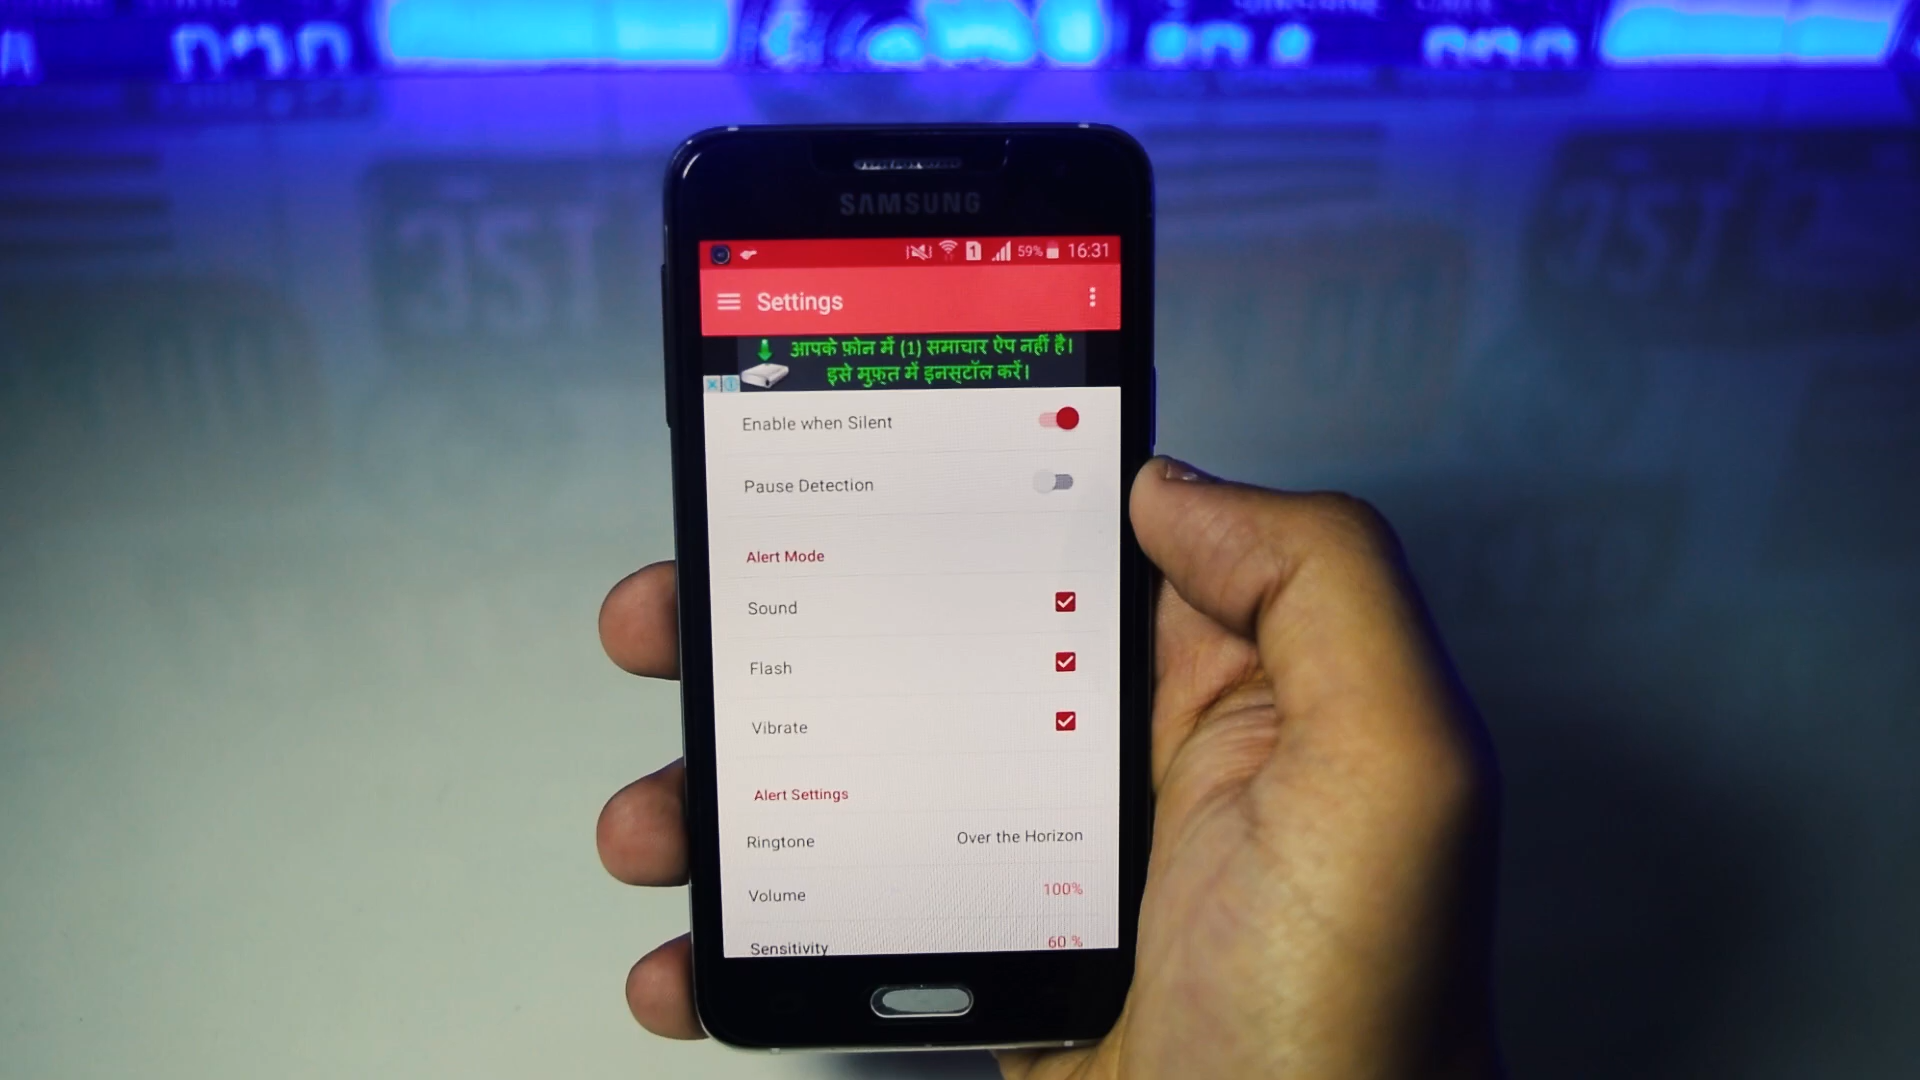 SAMSUNG
1 59% 16:31
Settings
आपके फ़ोन में (1) समाचार ऐप नहीं है।
इसे मुफ़्त में इनस्टॉल करें।
Enable when Silent
Pause Detection
Alert Mode
Sound
Flash
Vibrate
Alert Settings
Ringtone Over the Horizon
Volume 100%
Sensitivity 60 %